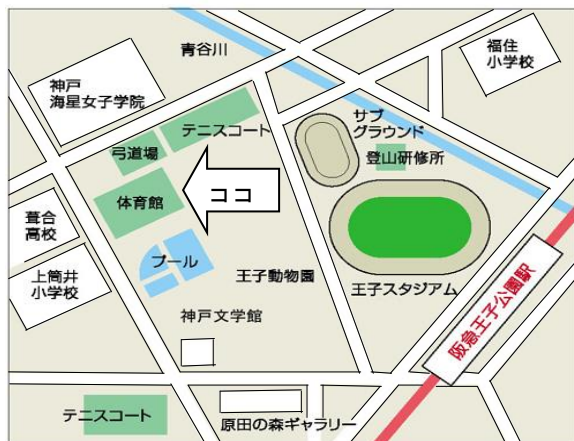 青谷川
福住
小学校
神戸
海星女子学院
サブ
グラウンド
テニスコート
弓道場
登山研修所
体育館
ココ
葺合
高校
プール
上筒井
小学校
王子動物園
王子スタジアム
阪急王子公園駅
神戸文学館
テニスコート
原田の森ギャラリー